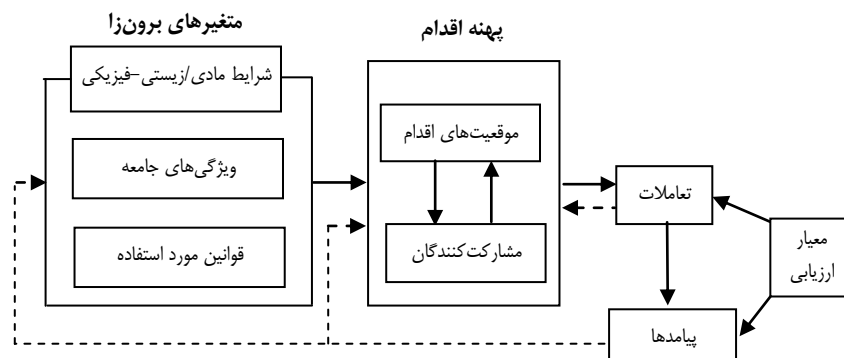 متغیرهای برون‌زا
پهنه اقدام
شرایط مادی/زیستی-فیزیکی
ویژگی‌های جامعه
قوانین مورد استفاده
موقعیت‌های اقدام
مشارکت‌کنندگان
تعاملات
پیامدها
معیار
ارزیابی